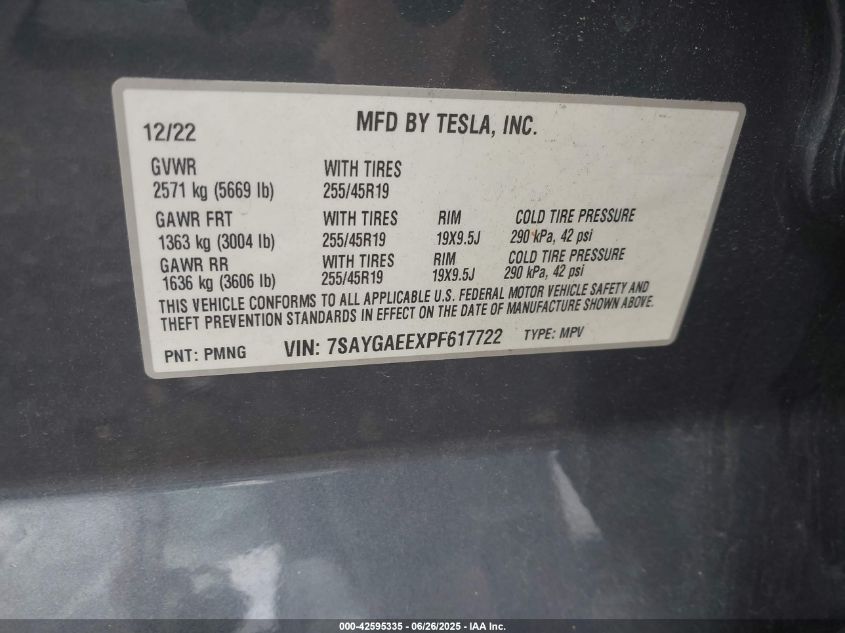 12/22
MFD BY TESLA, INC.
GVWR WITH TIRES
2571 kg (5669 lb) 255/45R19
GAWR FRT WITH TIRES RIM COLD TIRE PRESSURE
1363 kg (3004 lb) 255/45R19 19X9.5J 290 kPa, 42 psi
GAWR RR WITH TIRES RIM COLD TIRE PRESSURE
1636 kg (3606 lb) 255/45R19 19X9.5J 290 kPa, 42 psi
THIS VEHICLE CONFORMS TO ALL APPLICABLE U.S. FEDERAL MOTOR VEHICLE SAFETY AND
THEFT PREVENTION STANDARDS IN EFFECT ON THE DATE OF MANUFACTURE SHOWN ABOVE.
PNT: PMNG VIN: 7SAYGAEEXPF617722 TYPE: MPV
000-42595335 - 06/26/2025 - IAA Inc.